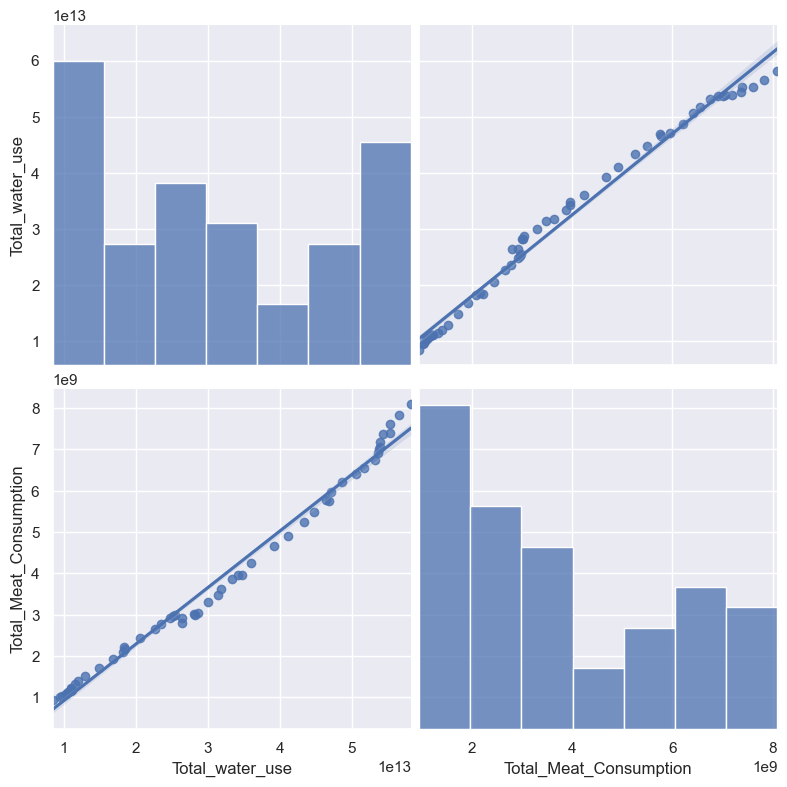 1e13
6
5
4
3
2
1
Total_water_use
1e9
8
7
6
5
4
3
2
1
Total_Meat_Consumption
1 2 3 4 5
1e13
Total_water_use
2 4 6 8
1e9
Total_Meat_Consumption